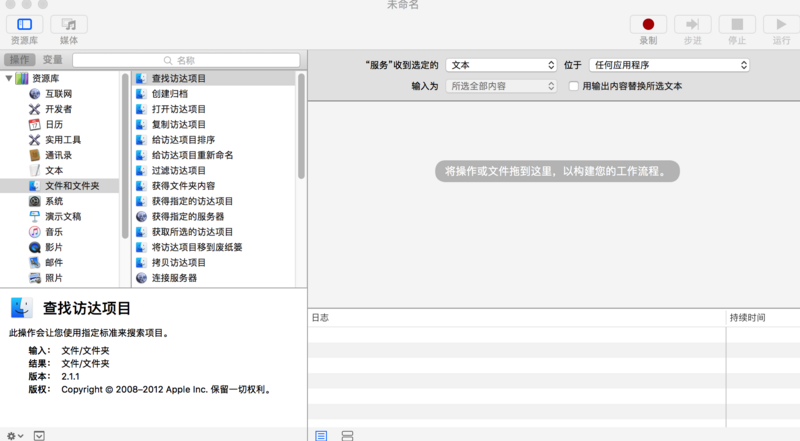 未命名
资源库 媒体 录制 步进 停止 运行
操作 变量 名称
资源库
互联网
开发者
日历
实用工具
通讯录
文本
文件和文件夹
系统
演示文稿
音乐
影片
邮件
照片
查找访达项目
创建归档
打开访达项目
复制访达项目
给访达项目排序
给访达项目重新命名
过滤访达项目
获得文件夹内容
获得指定的访达项目
获得指定的服务器
获取所选的访达项目
将访达项目移到废纸篓
拷贝访达项目
连接服务器
查找访达项目
此操作会让您使用指定标准来搜索项目。
输入： 文件/文件夹
结果： 文件/文件夹
版本： 2.1.1
版权： Copyright © 2008–2012 Apple Inc. 保留一切权利。
“服务”收到选定的 文本 位于 任何应用程序
输入为 所选全部内容 用输出内容替换所选文本
将操作或文件拖到这里，以构建您的工作流程。
日志 持续时间